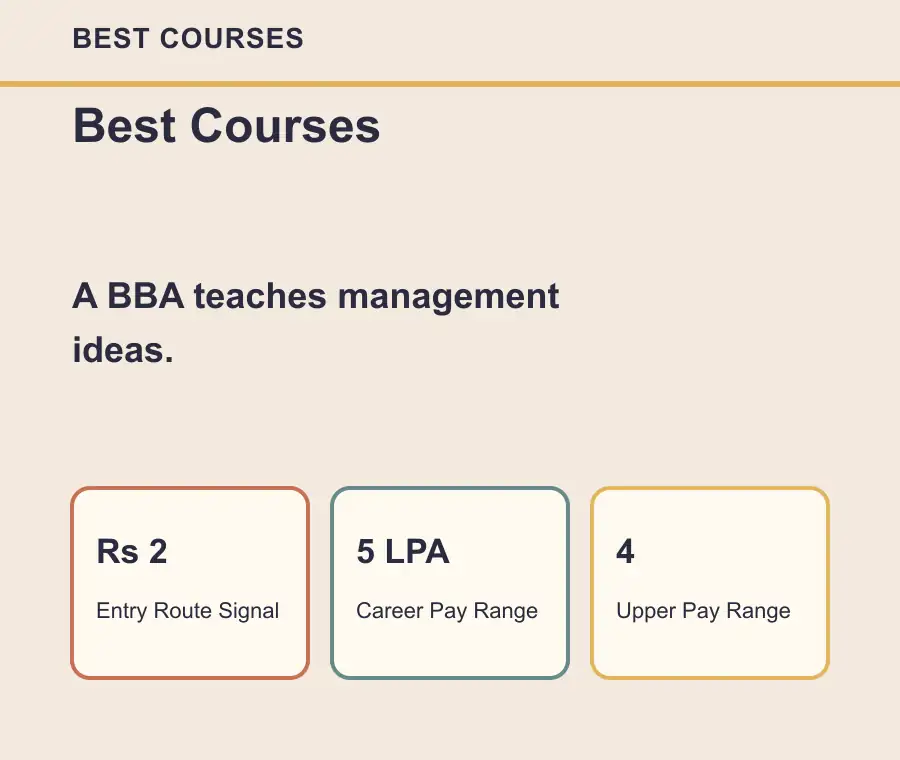 BEST COURSES
Best Courses
A BBA teaches management
ideas.
Rs 2
Entry Route Signal
5 LPA
Career Pay Range
4
Upper Pay Range